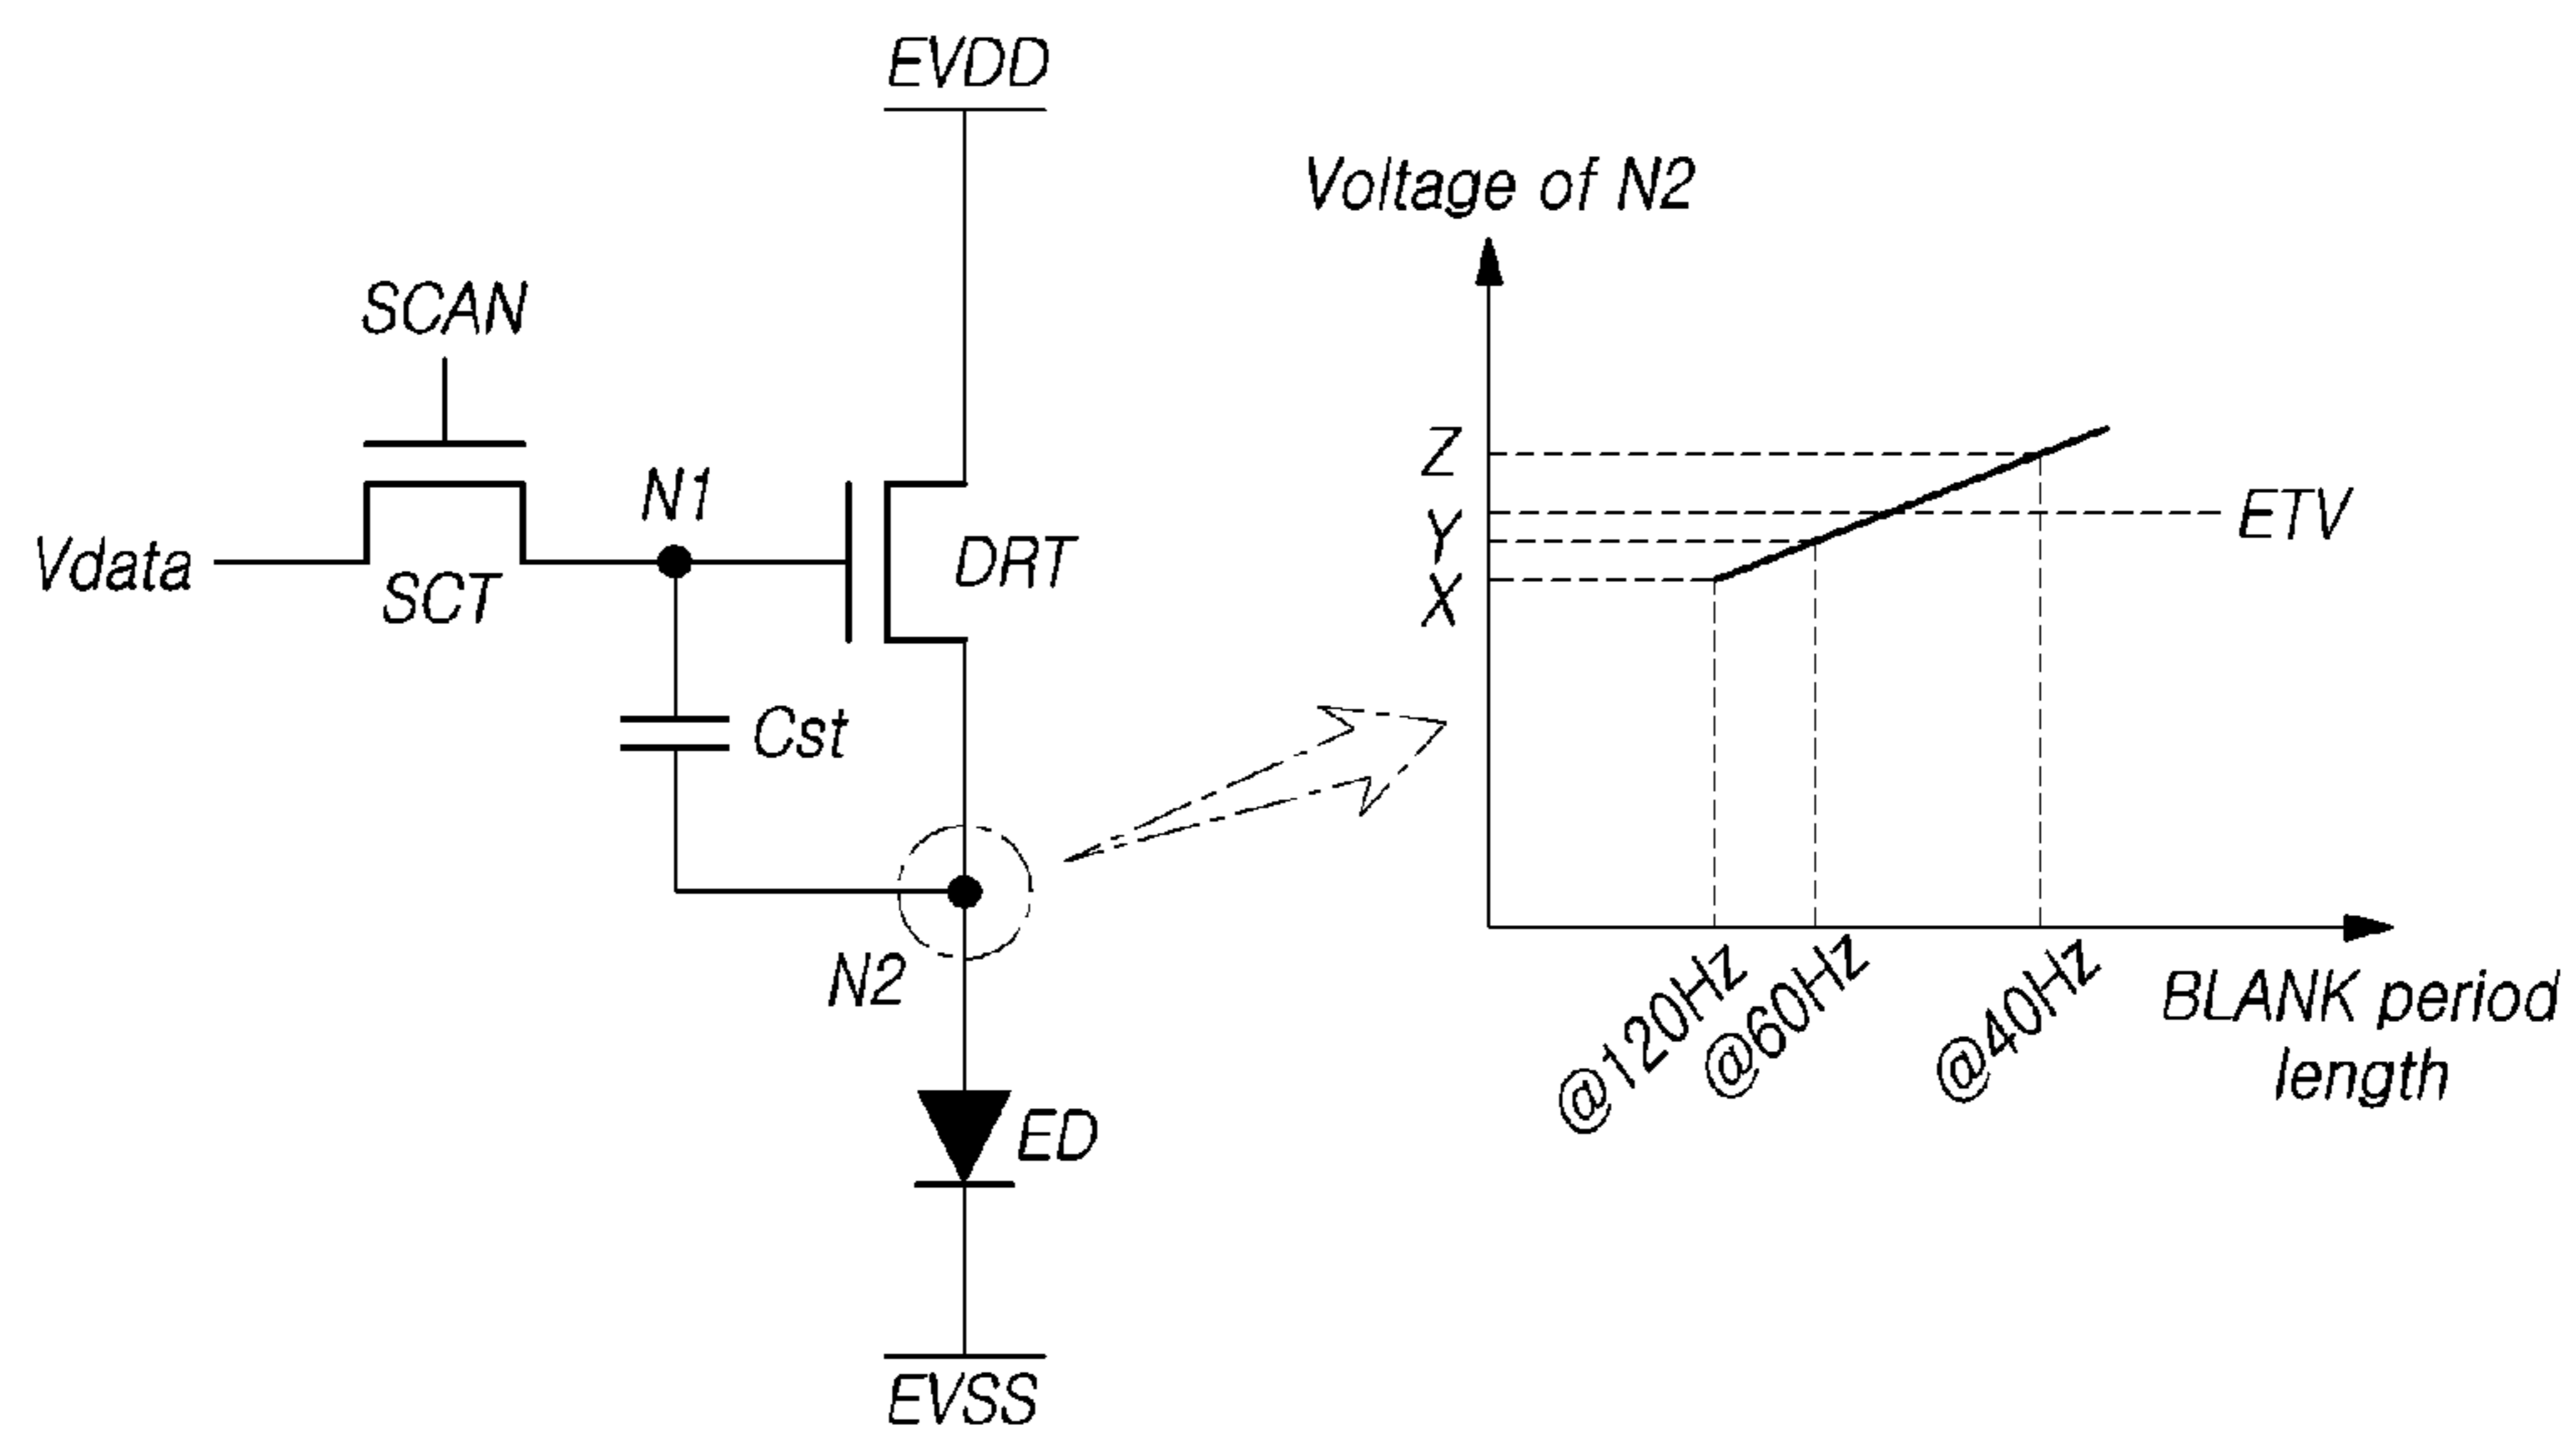 EVDD
SCAN
N1
Vdata
SCT
DRT
Cst
N2
ED
EVSS
Voltage of N2
Z
Y
X
ETV
@120Hz
@60Hz
@40Hz
BLANK period
length